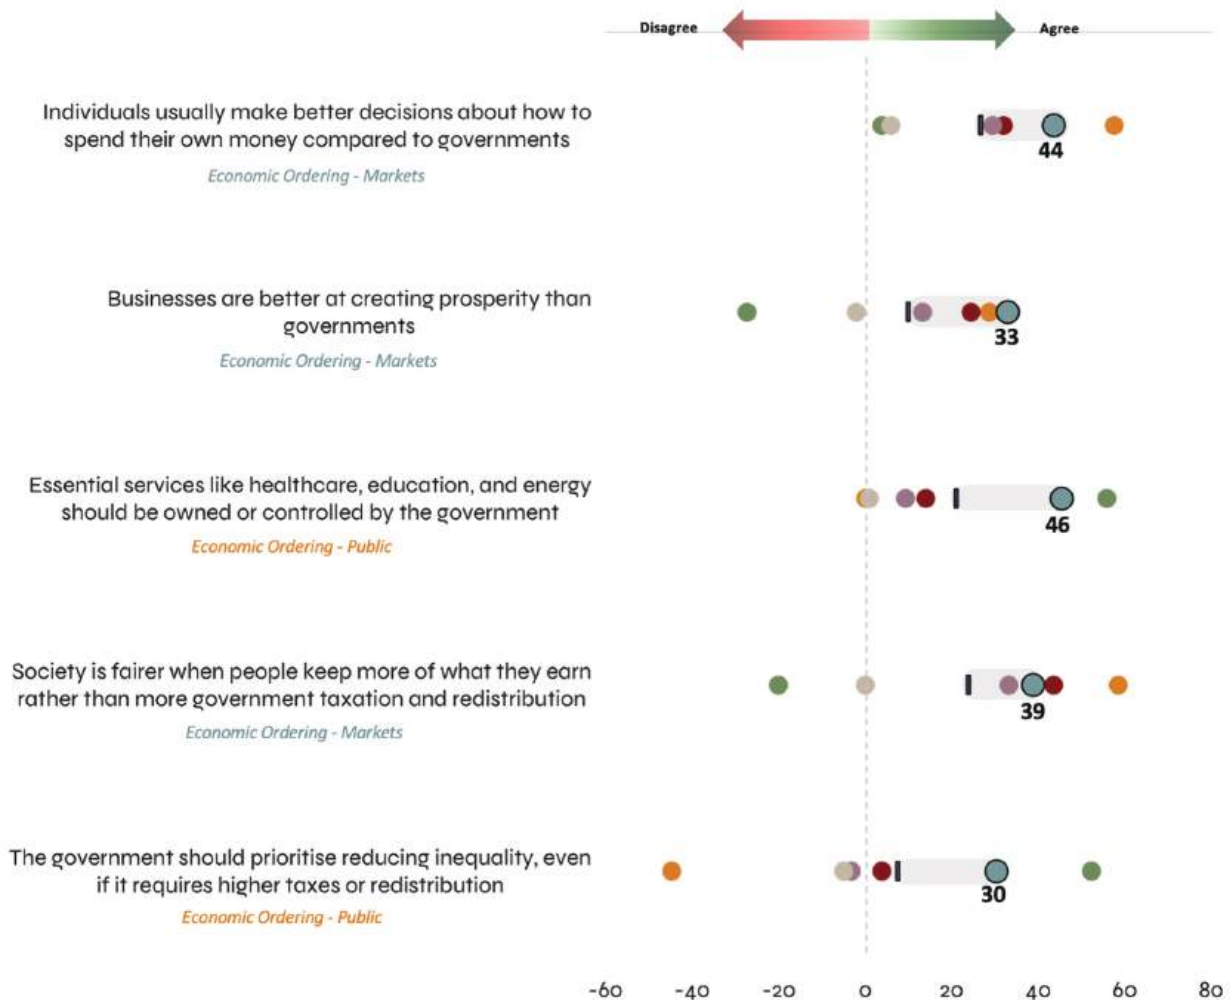 Disagree
Agree
Individuals usually make better decisions about how to
spend their own money compared to governments
Economic Ordering - Markets
44
Businesses are better at creating prosperity than
governments
Economic Ordering - Markets
33
Essential services like healthcare, education, and energy
should be owned or controlled by the government
Economic Ordering - Public
46
Society is fairer when people keep more of what they earn
rather than more government taxation and redistribution
Economic Ordering - Markets
39
The government should prioritise reducing inequality, even
if it requires higher taxes or redistribution
Economic Ordering - Public
30
-60 -40 -20 0 20 40 60 80